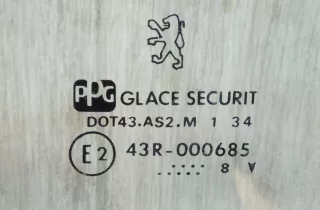 PPG GLACE SECURIT
DOT43.AS2.M 1 34
E2 43R-000685
8